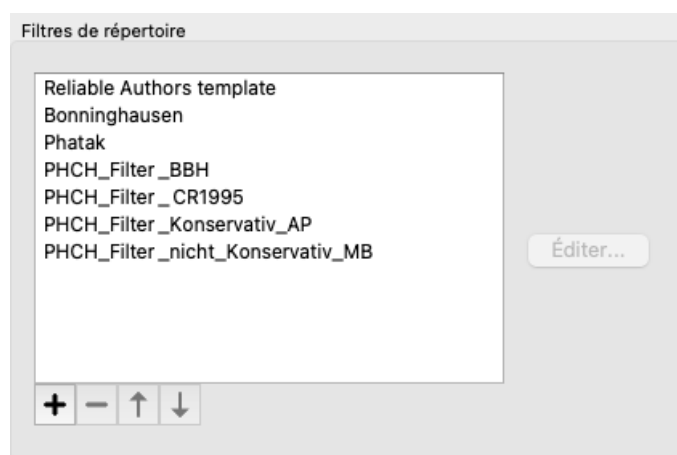 Filtres de répertoire
Reliable Authors template
Bonninghausen
Phatak
PHCH_Filter_BBH
PHCH_Filter_CR1995
PHCH_Filter_Konservativ_AP
PHCH_Filter_nicht_Konservativ_MB
Éditer...
+ − ↑ ↓